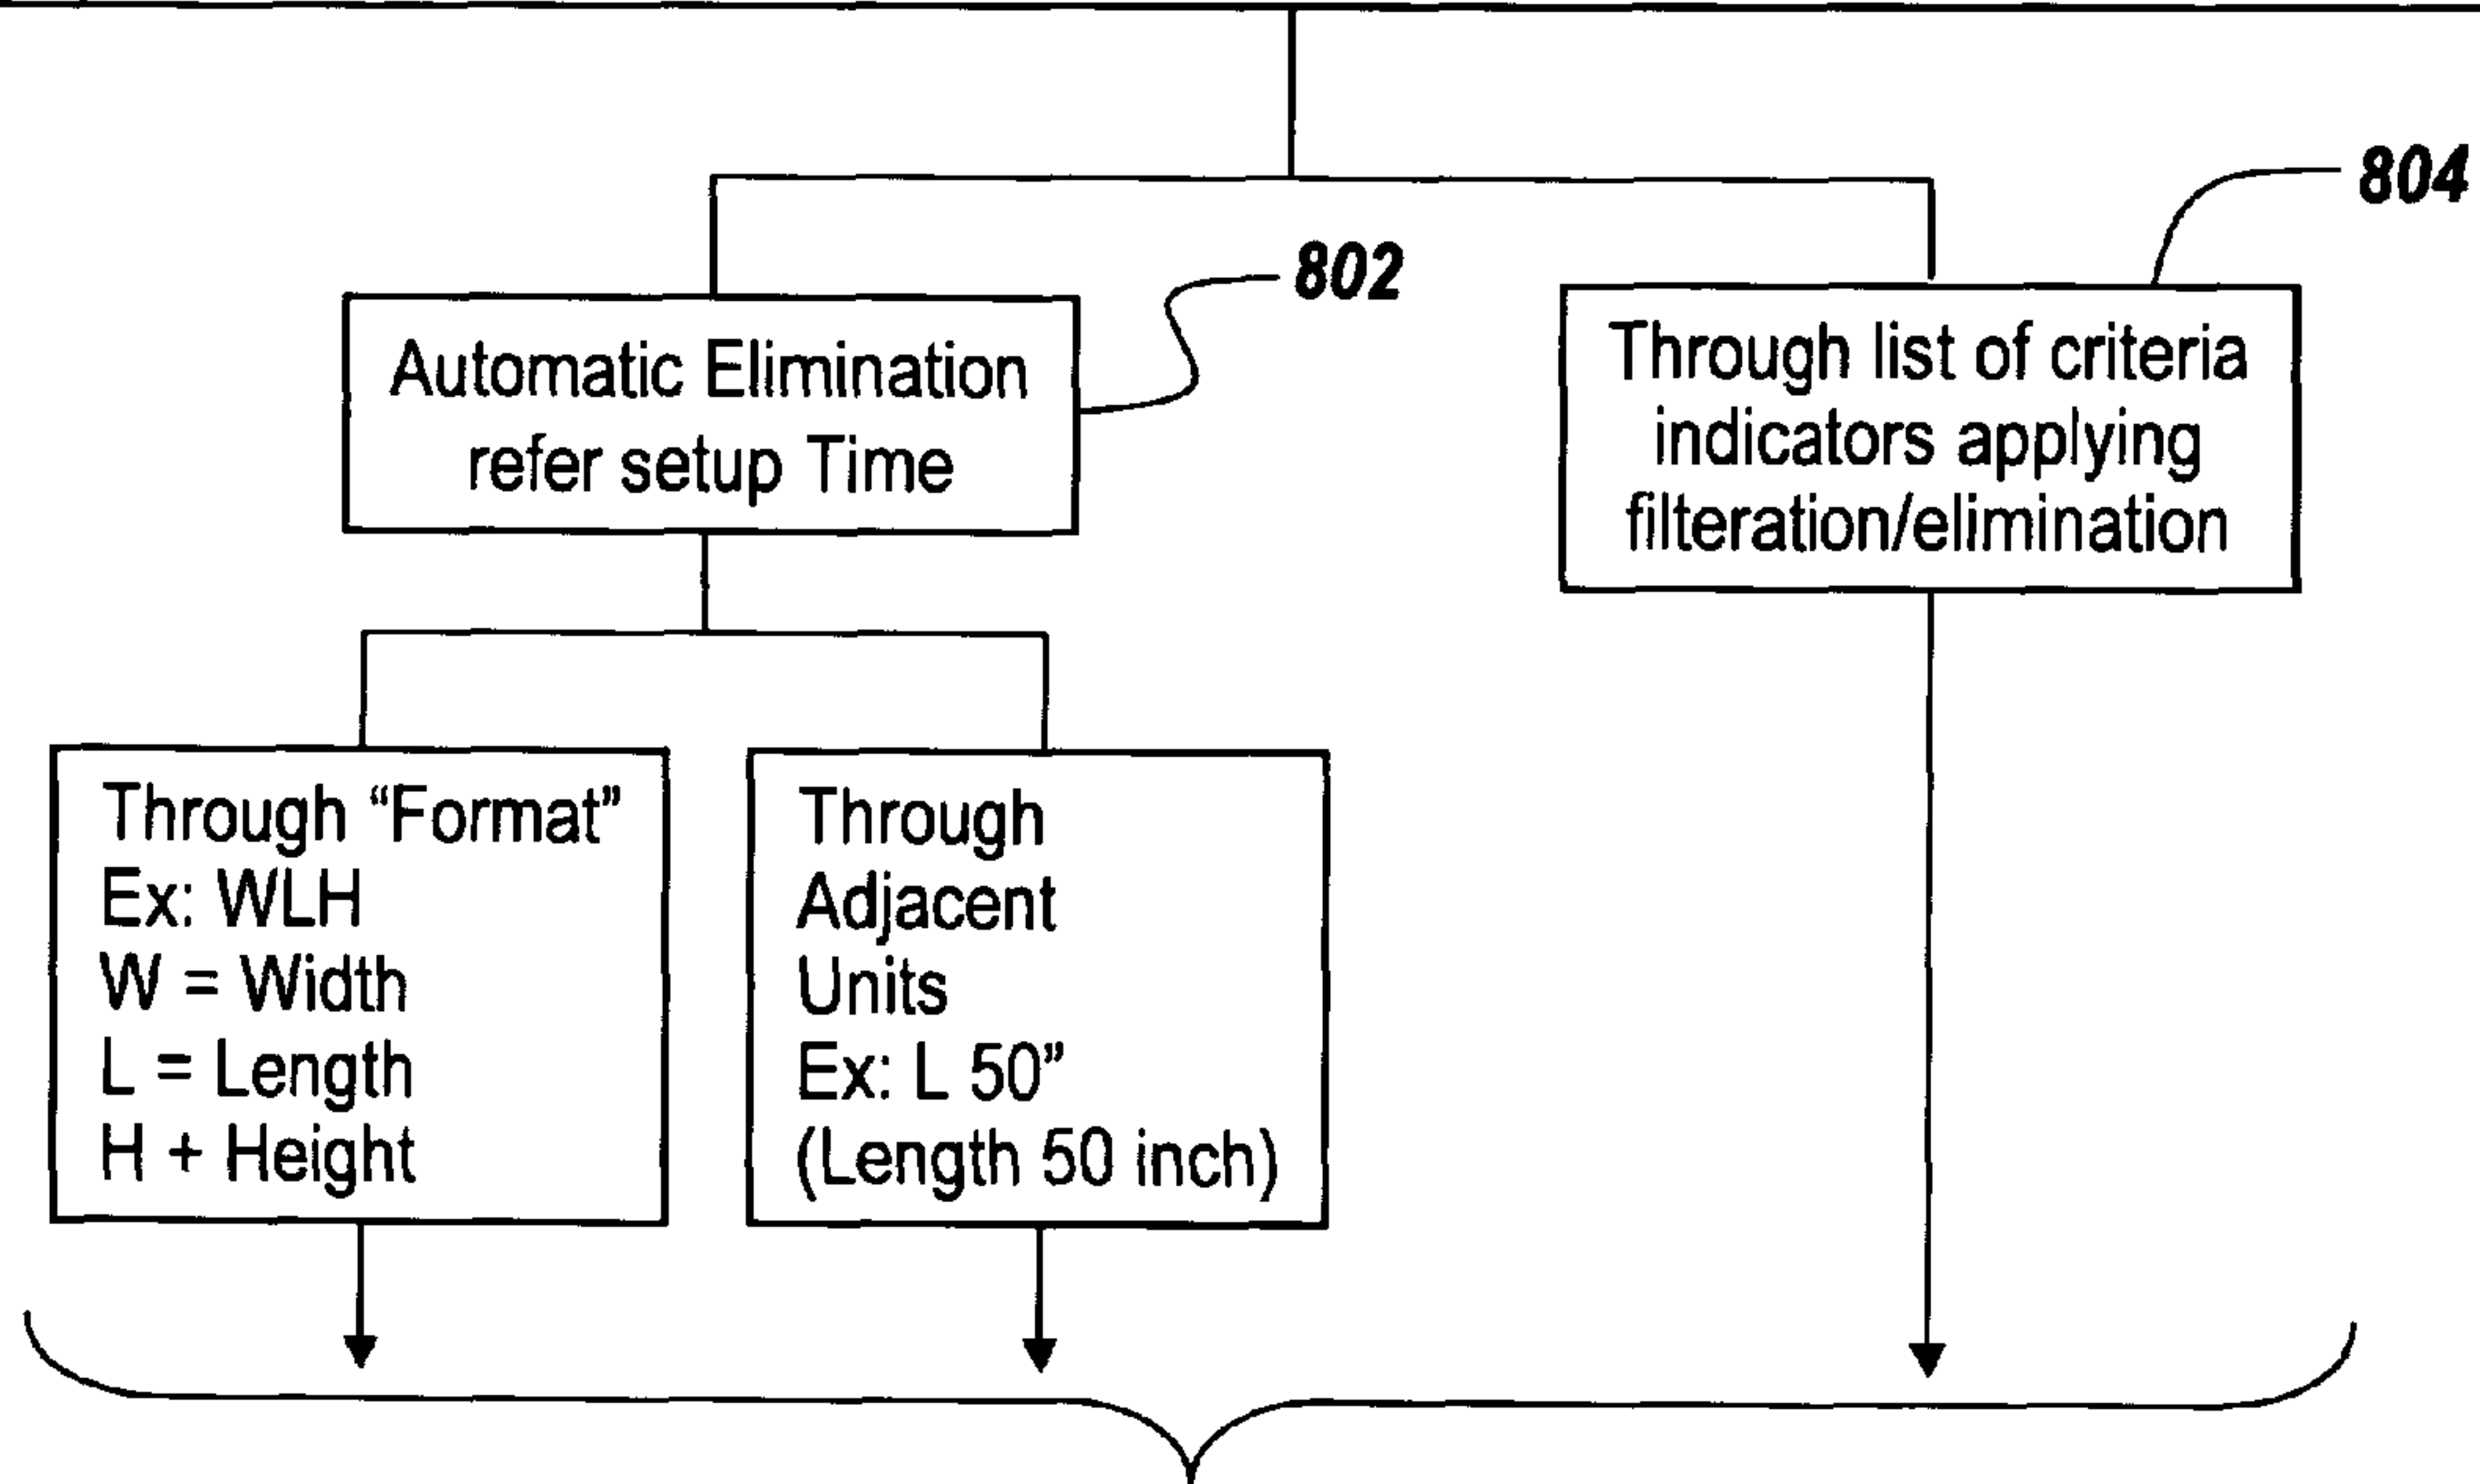 804
802
Automatic Elimination
refer setup Time
Through list of criteria
indicators applying
filteration/elimination
Through “Format”
Ex: WLH
W = Width
L = Length
H + Height
Through
Adjacent
Units
Ex: L 50”
(Length 50 inch)